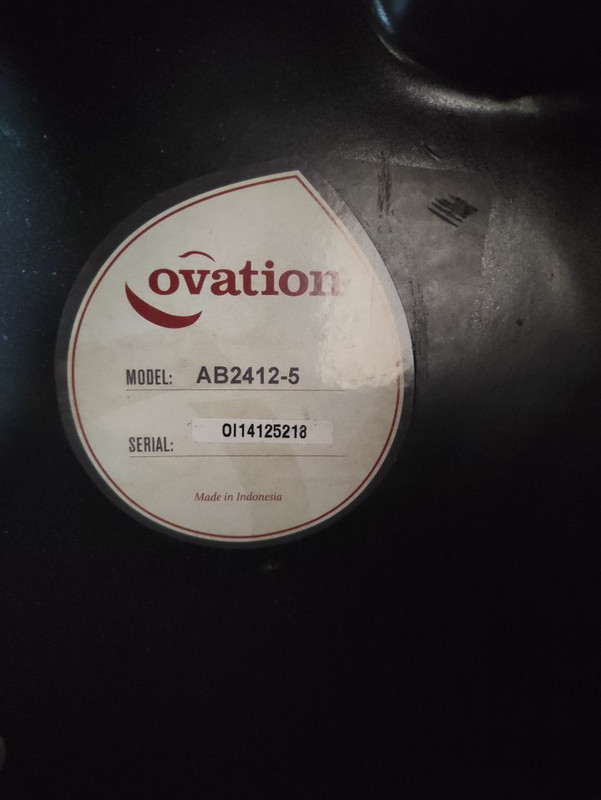 ovation
MODEL: AB2412-5
SERIAL: OI14125218
Made in Indonesia